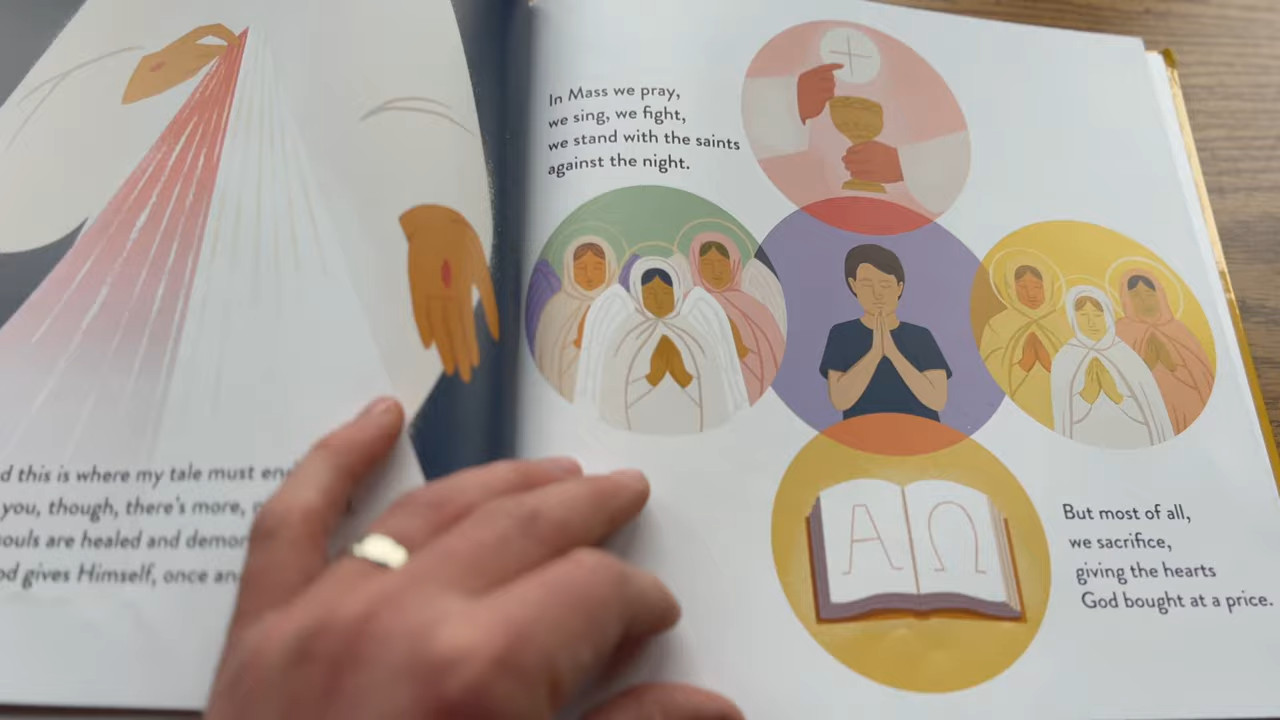 d this is where my tale must en
you, though, there's more,
ouls are healed and demo
od gives Himself, once an
In Mass we pray,
we sing, we fight,
we stand with the saints
against the night.
Α Ω
But most of all,
we sacrifice,
giving the hearts
God bought at a price.